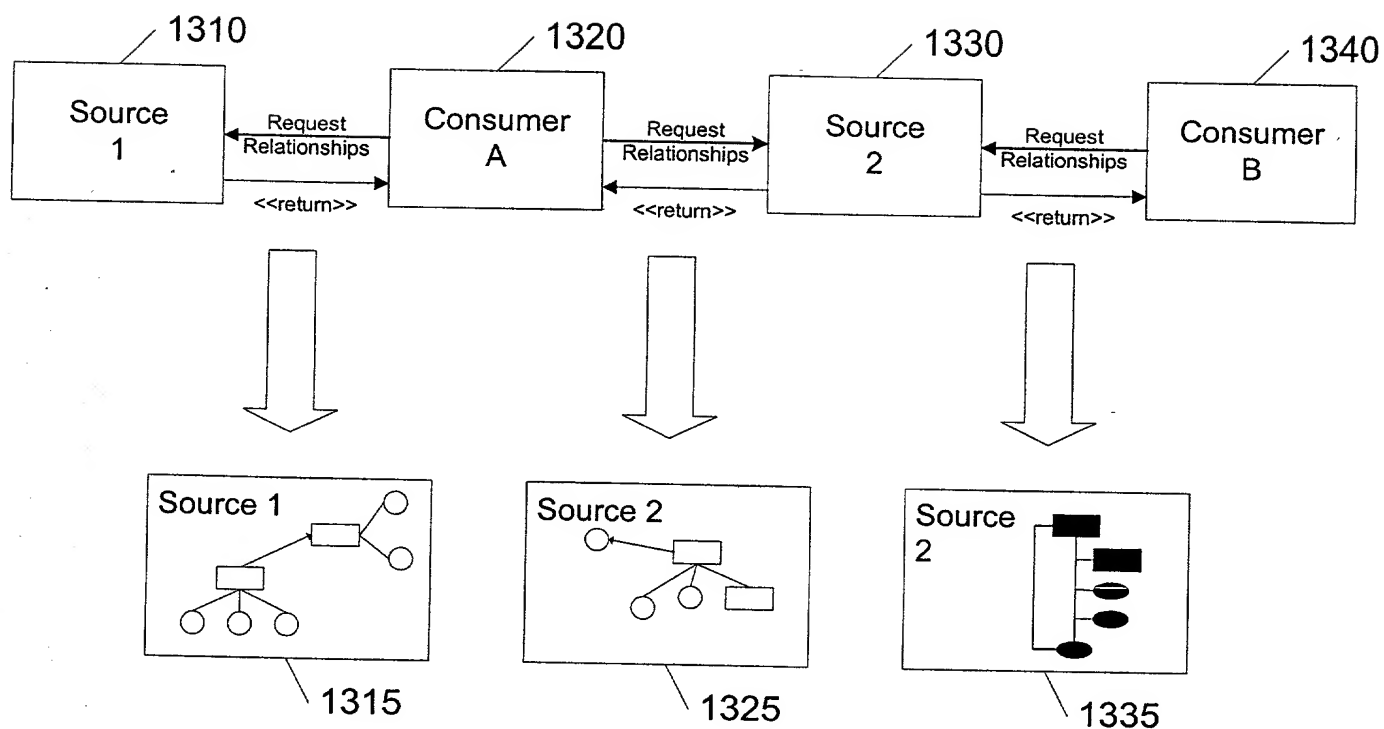 1310
1320
1330
1340
Source
1
Request
Relationships
<<return>>
Consumer
A
Request
Relationships
<<return>>
Source
2
Request
Relationships
<<return>>
Consumer
B
Source 1
Source 2
Source
2
1315
1325
1335